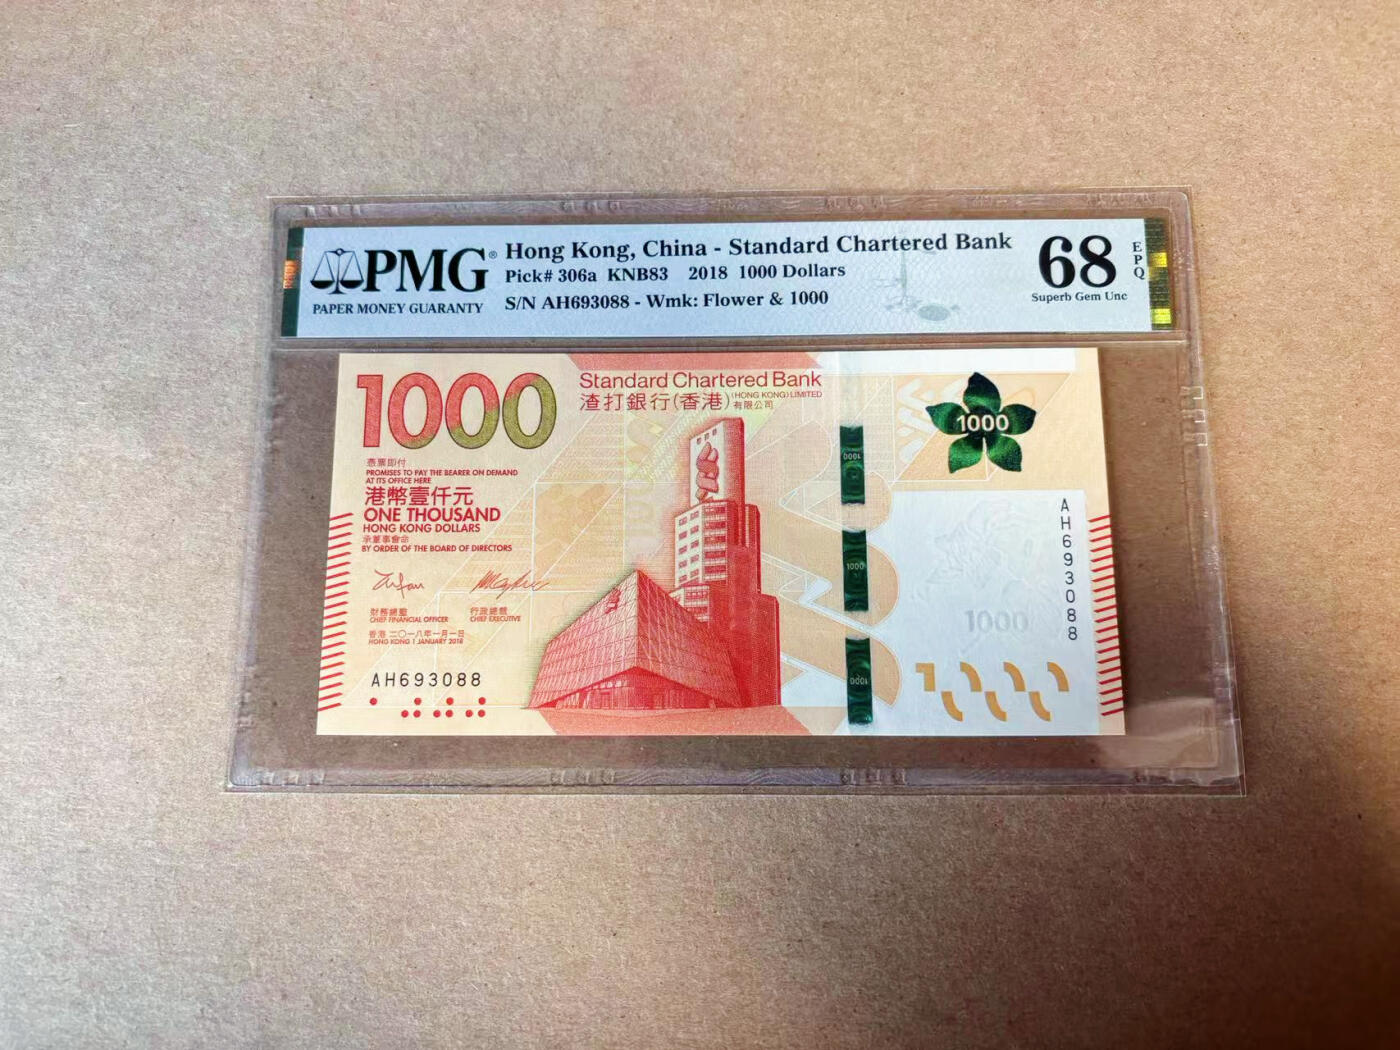 PMG®
PAPER MONEY GUARANTY
Hong Kong, China - Standard Chartered Bank
Pick# 306a KNB83 2018 1000 Dollars
S/N AH693088 - Wmk: Flower & 1000
68
EPQ
Superb Gem Unc
1000
Standard Chartered Bank
(HONG KONG) LIMITED
渣打銀行(香港)有限公司
憑票即付
PROMISES TO PAY THE BEARER ON DEMAND
AT ITS OFFICE HERE
港幣壹仟元
ONE THOUSAND
HONG KONG DOLLARS
承董事會命
BY ORDER OF THE BOARD OF DIRECTORS
財務總監
CHIEF FINANCIAL OFFICER
行政總裁
CHIEF EXECUTIVE
香港 二〇一八年一月一日
HONG KONG 1 JANUARY 2018
AH693088
1000
1000
1000
1000
AH693088
1000
1000